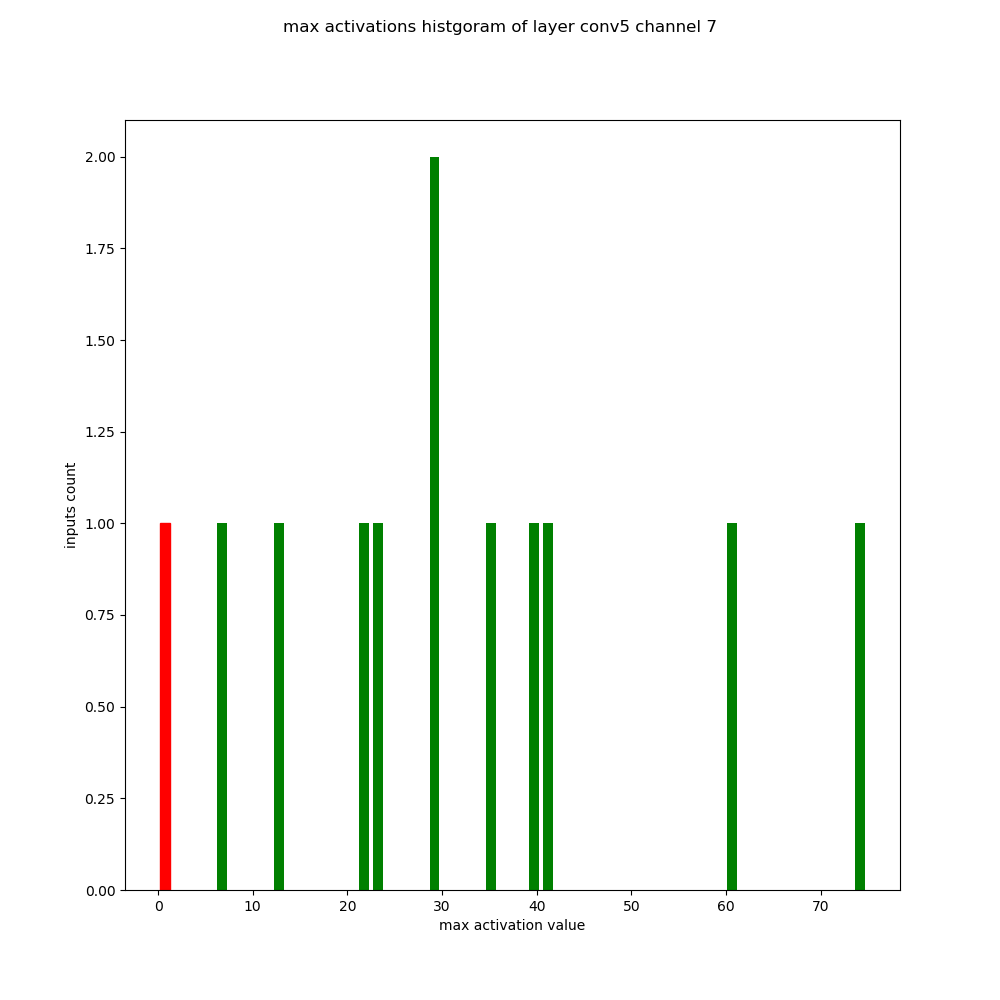 max activations histgoram of layer conv5 channel 7
2.00
1.75
1.50
1.25
1.00
0.75
0.50
0.25
0.00
inputs count
0 10 20 30 40 50 60 70
max activation value